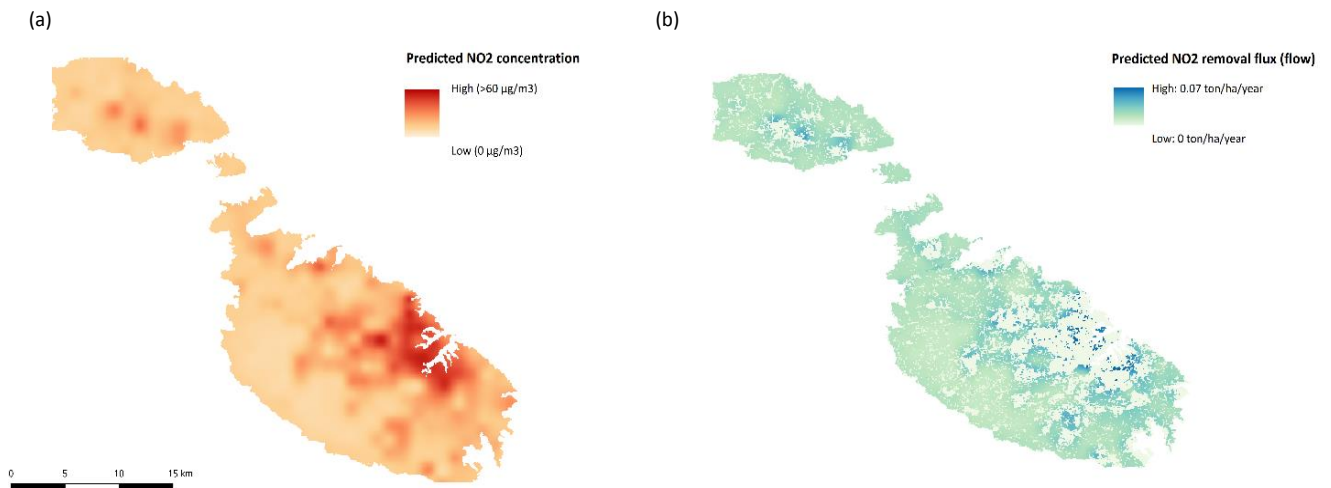 (a)
Predicted NO2 concentration
High (>60 µg/m3)
Low (0 µg/m3)
0 5 10 15 km
(b)
Predicted NO2 removal flux (flow)
High: 0.07 ton/ha/year
Low: 0 ton/ha/year